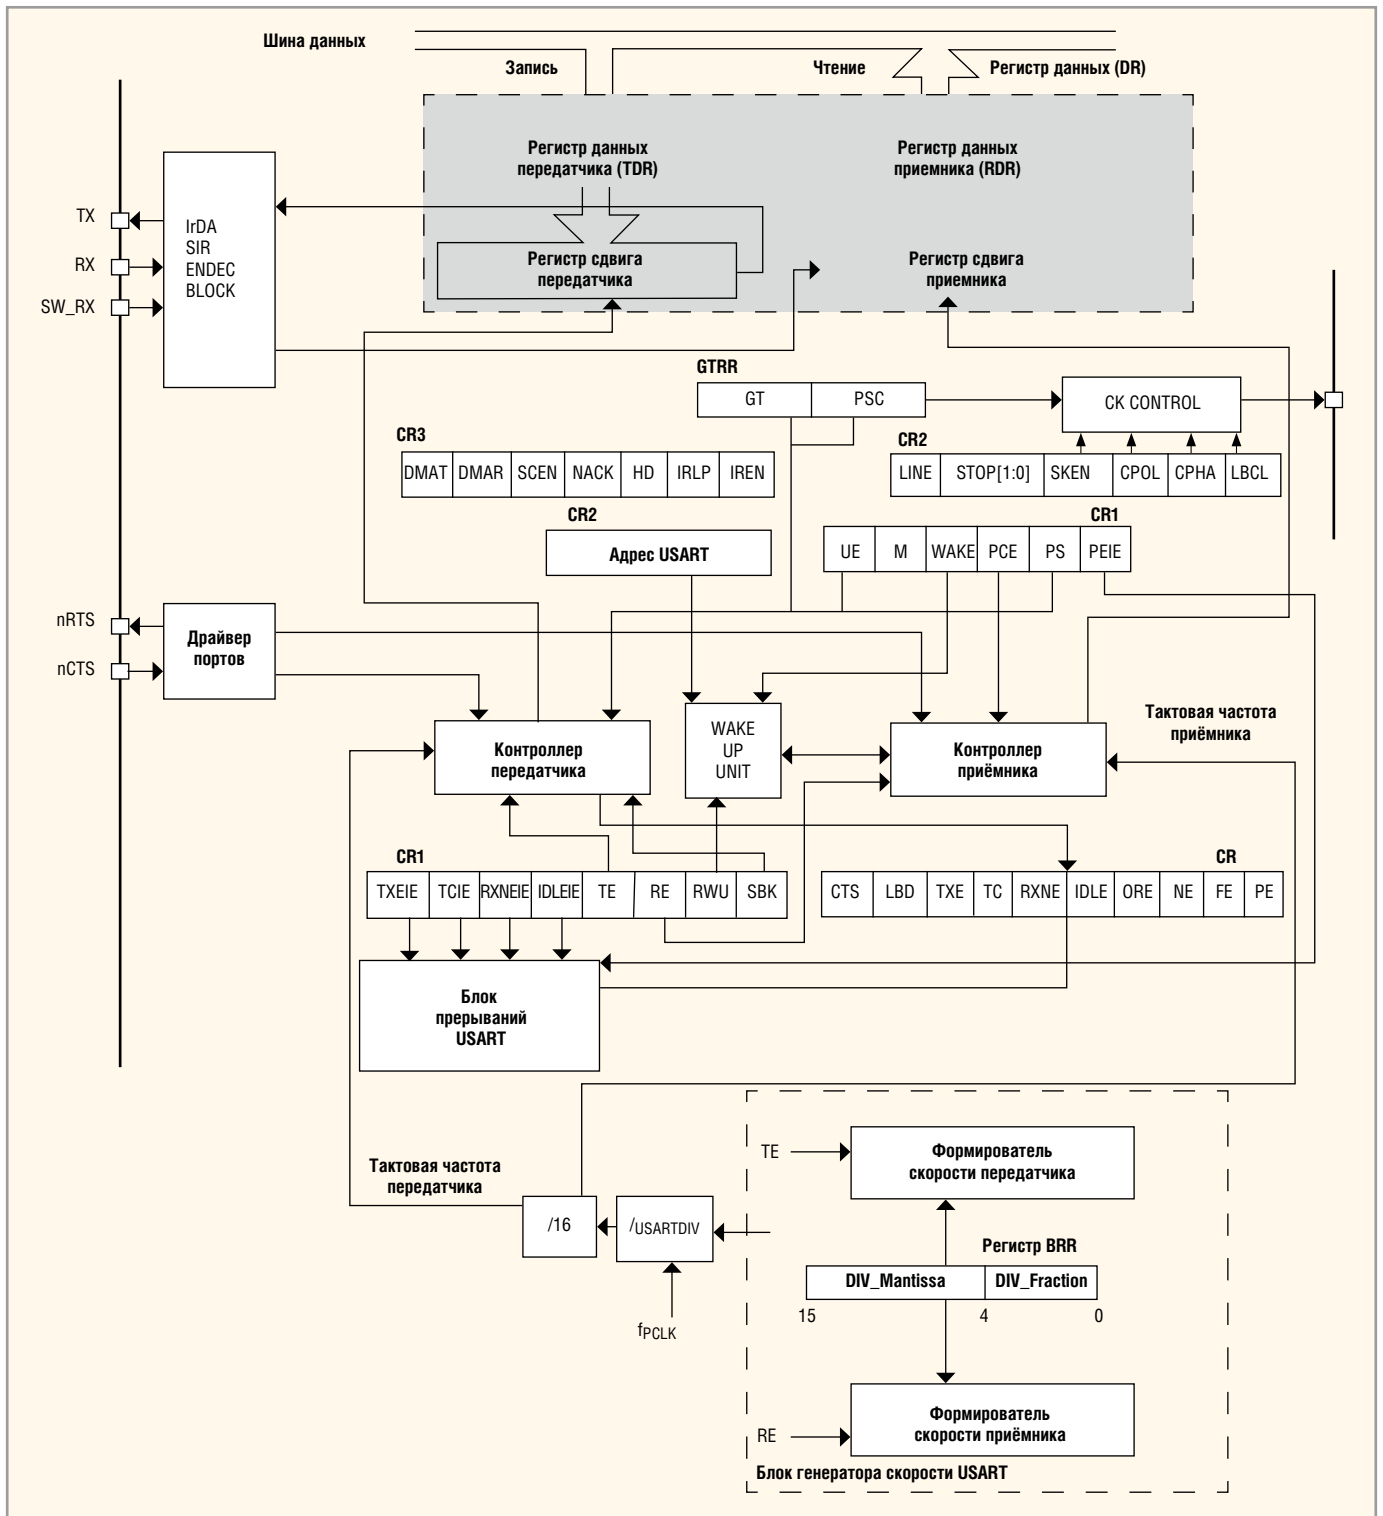 Шина данных
Запись
Чтение
Регистр данных (DR)
Регистр данных
передатчика (TDR)
Регистр данных
приемника (RDR)
TX
RX
SW_RX
IrDA
SIR
ENDEC
BLOCK
Регистр сдвига
передатчика
Регистр сдвига
приемника
GTRR
GT
PSC
CK CONTROL
CR3
DMAT
DMAR
SCEN
NACK
HD
IRLP
IREN
CR2
LINE
STOP[1:0]
SKEN
CPOL
CPHA
LBCL
CR2
Адрес USART
CR1
UE
M
WAKE
PCE
PS
PEIE
nRTS
nCTS
Драйвер
портов
Контроллер
передатчика
WAKE
UP
UNIT
Контроллер
приёмника
Тактовая частота
приёмника
CR1
TXEIE
TCIE
RXNEIE
IDLEIE
TE
RE
RWU
SBK
CR
CTS
LBD
TXE
TC
RXNE
IDLE
ORE
NE
FE
PE
Блок
прерываний
USART
Тактовая частота
передатчика
/16
/USARTDIV
fPCLK
TE
Формирователь
скорости передатчика
Регистр BRR
DIV_Mantissa
DIV_Fraction
15
4
0
RE
Формирователь
скорости приёмника
Блок генератора скорости USART